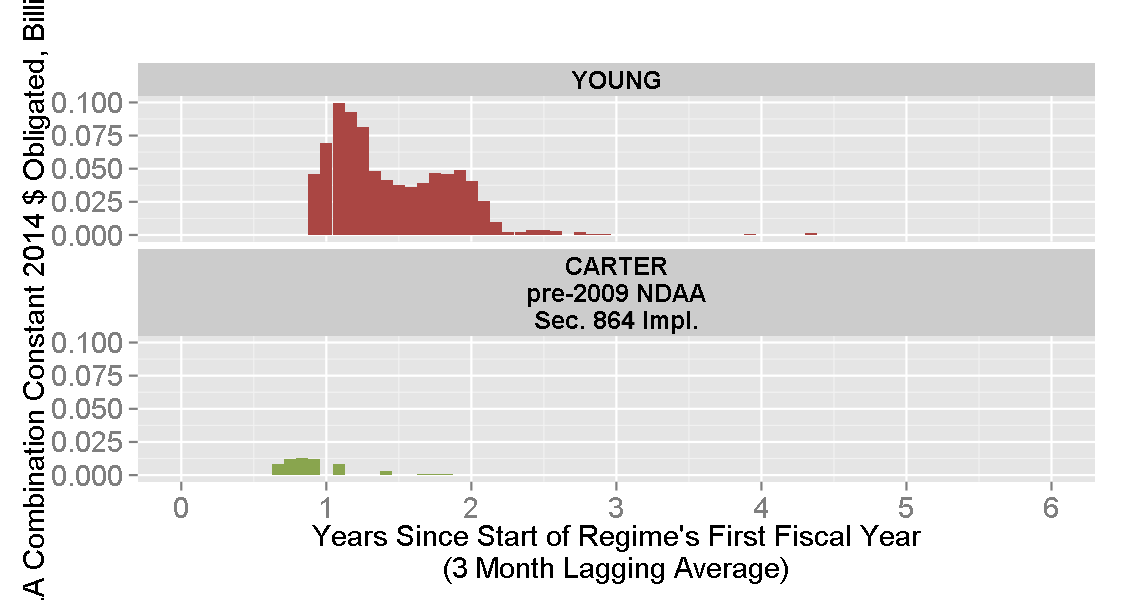 .A Combination Constant 2014 $ Obligated, Billi
YOUNG
0.100
0.075
0.050
0.025
0.000
CARTER
pre-2009 NDAA
Sec. 864 Impl.
0.100
0.075
0.050
0.025
0.000
0 1 2 3 4 5 6
Years Since Start of Regime's First Fiscal Year
(3 Month Lagging Average)